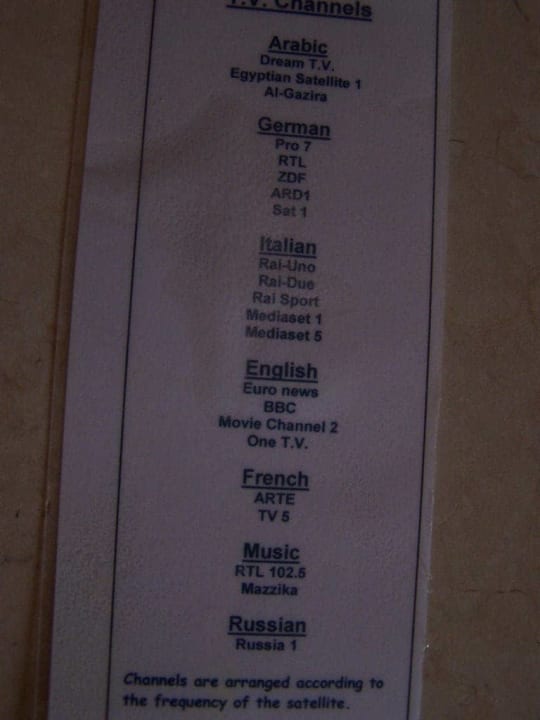 T.V. Channels
Arabic
Dream T.V.
Egyptian Satellite 1
Al-Gazira
German
Pro 7
RTL
ZDF
ARD1
Sat 1
Italian
Rai-Uno
Rai-Due
Rai Sport
Mediaset 1
Mediaset 5
English
Euro news
BBC
Movie Channel 2
One T.V.
French
ARTE
TV 5
Music
RTL 102.5
Mazzika
Russian
Russia 1
Channels are arranged according to
the frequency of the satellite.